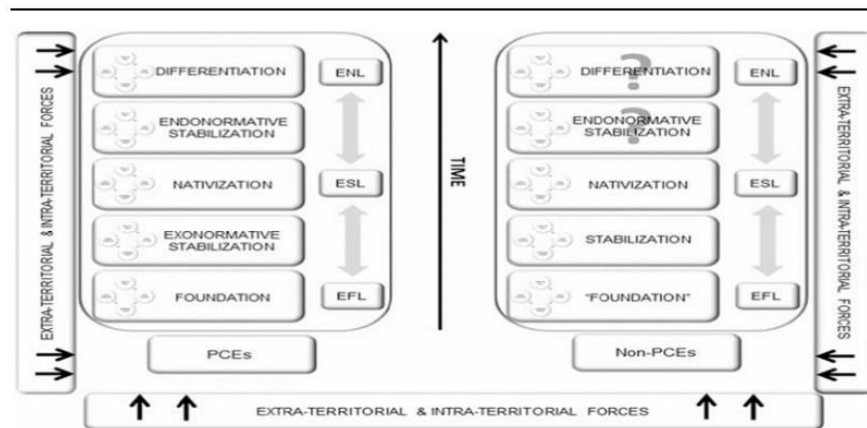 EXTRA-TERRITORIAL & INTRA-TERRITORIAL FORCES
DIFFERENTIATION
ENL
ENDONORMATIVE
STABILIZATION
NATIVIZATION
ESL
EXONORMATIVE
STABILIZATION
FOUNDATION
EFL
PCEs
TIME
?
DIFFERENTIATION
ENL
?
ENDONORMATIVE
STABILIZATION
NATIVIZATION
ESL
STABILIZATION
"FOUNDATION"
EFL
Non-PCEs
EXTRA-TERRITORIAL & INTRA-TERRITORIAL FORCES
EXTRA-TERRITORIAL & INTRA-TERRITORIAL FORCES